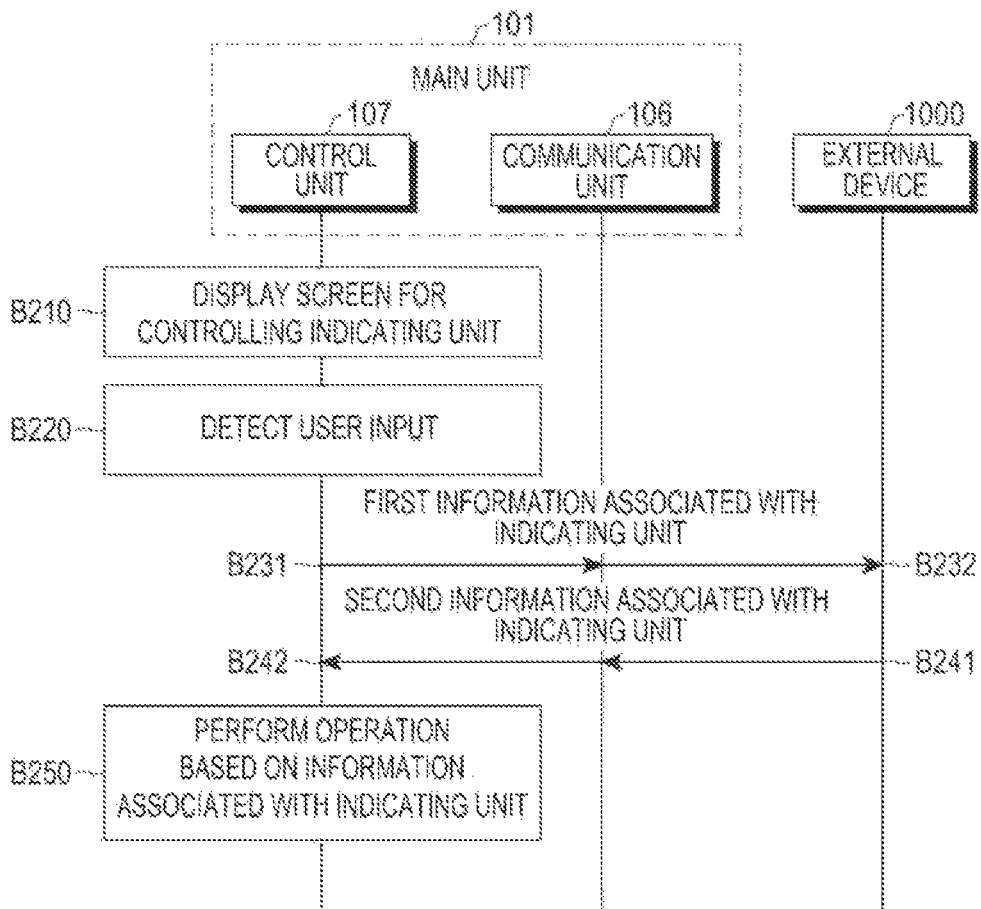 101
MAIN UNIT
107
106
1000
CONTROL
UNIT
COMMUNICATION
UNIT
EXTERNAL
DEVICE
B210
DISPLAY SCREEN FOR
CONTROLLING INDICATING UNIT
B220
DETECT USER INPUT
FIRST INFORMATION ASSOCIATED WITH
INDICATING UNIT
B231
B232
SECOND INFORMATION ASSOCIATED WITH
INDICATING UNIT
B242
B241
B250
PERFORM OPERATION
BASED ON INFORMATION
ASSOCIATED WITH INDICATING UNIT